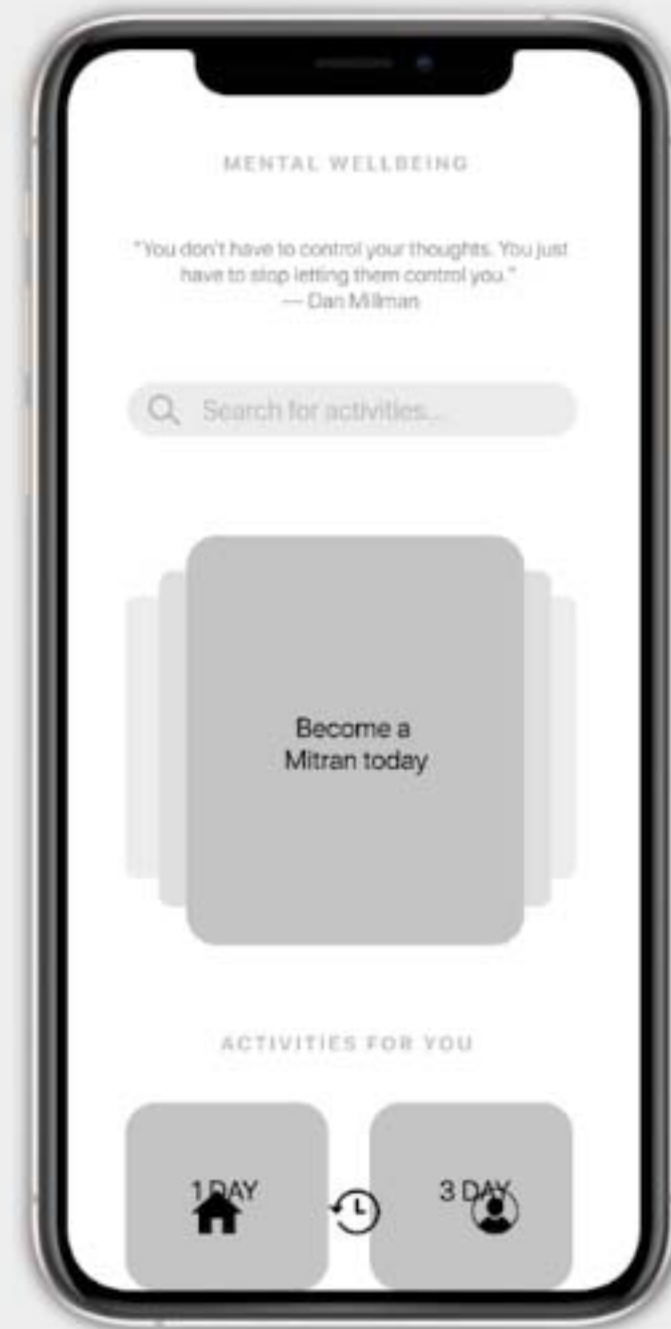 MENTAL WELLBEING
"You don't have to control your thoughts. You just
have to stop letting them control you."
— Dan Millman
Search for activities...
Become a
Mitran today
ACTIVITIES FOR YOU
1 DAY
3 DAY